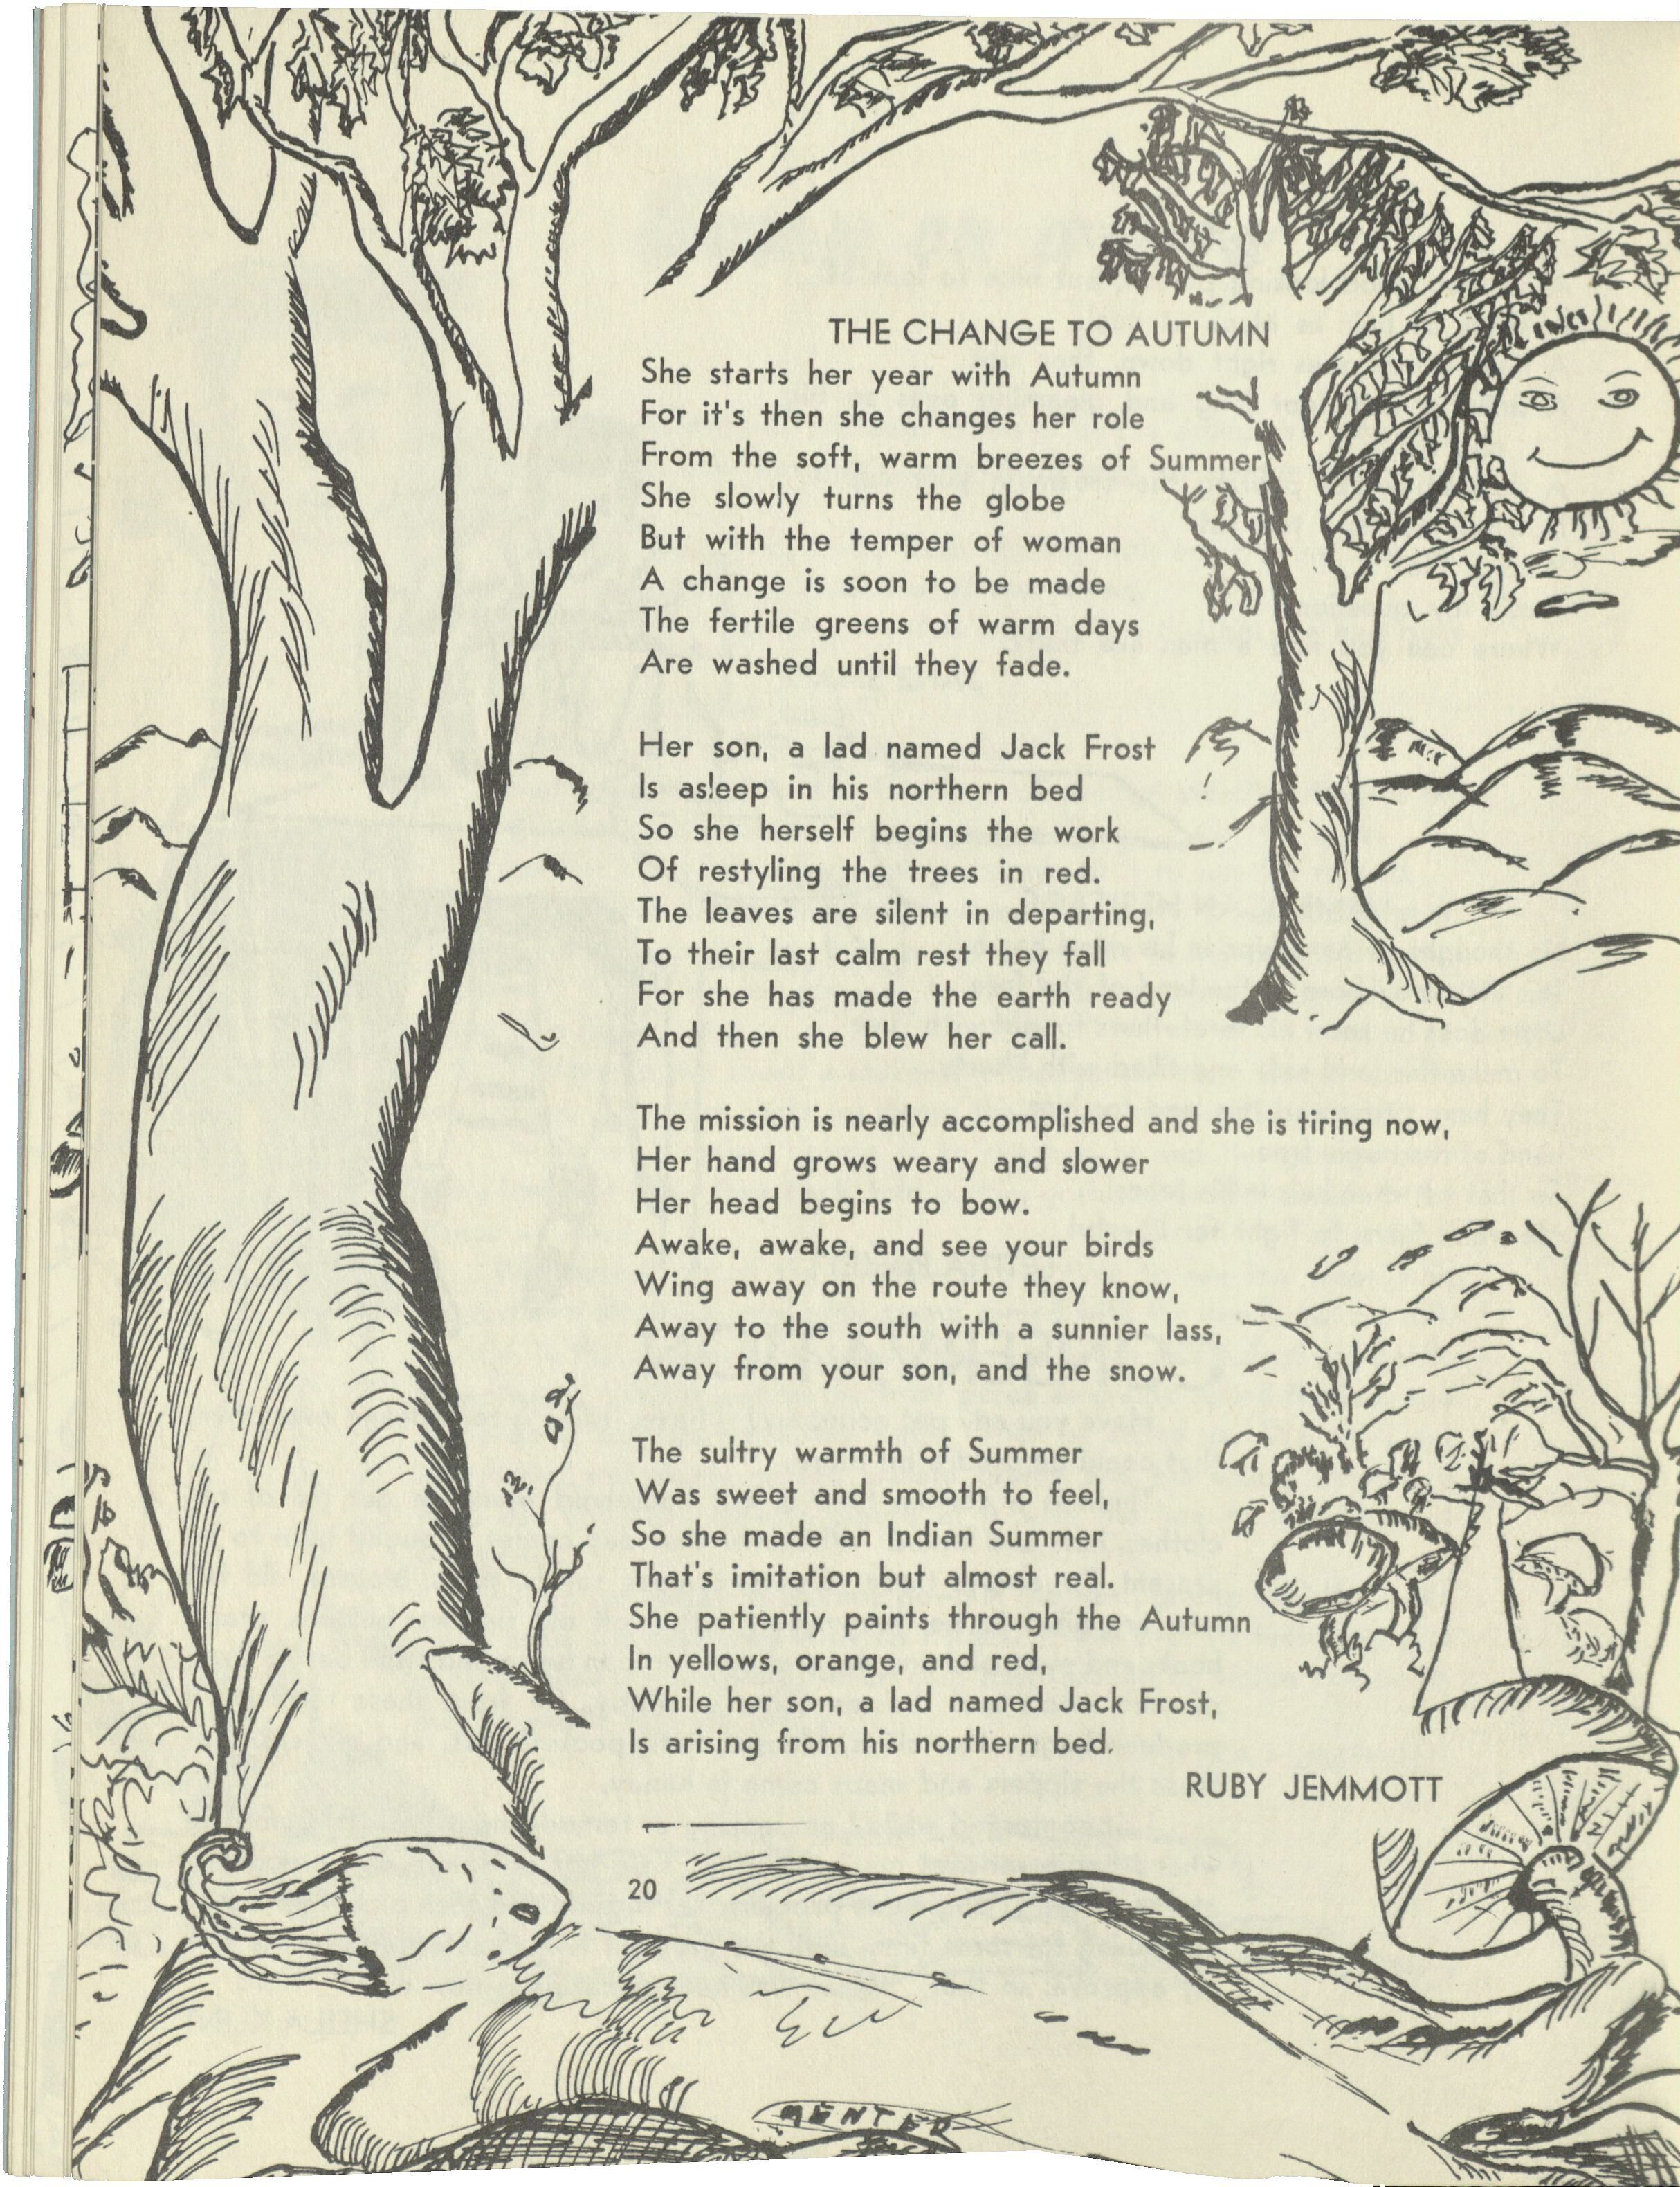 THE CHANGE TO AUTUMN
She starts her year with Autumn
For it's then she changes her role
From the soft, warm breezes of Summer
She slowly turns the globe
But with the temper of woman
A change is soon to be made
The fertile greens of warm days
Are washed until they fade.

Her son, a lad named Jack Frost
Is asleep in his northern bed
So she herself begins the work
Of restyling the trees in red.
The leaves are silent in departing,
To their last calm rest they fall
For she has made the earth ready
And then she blew her call.

The mission is nearly accomplished and she is tiring now,
Her hand grows weary and slower
Her head begins to bow.
Awake, awake, and see your birds
Wing away on the route they know,
Away to the south with a sunnier lass,
Away from your son, and the snow.

The sultry warmth of Summer
Was sweet and smooth to feel,
So she made an Indian Summer
That's imitation but almost real.
She patiently paints through the Autumn
In yellows, orange, and red,
While her son, a lad named Jack Frost,
Is arising from his northern bed.
RUBY JEMMOTT
20